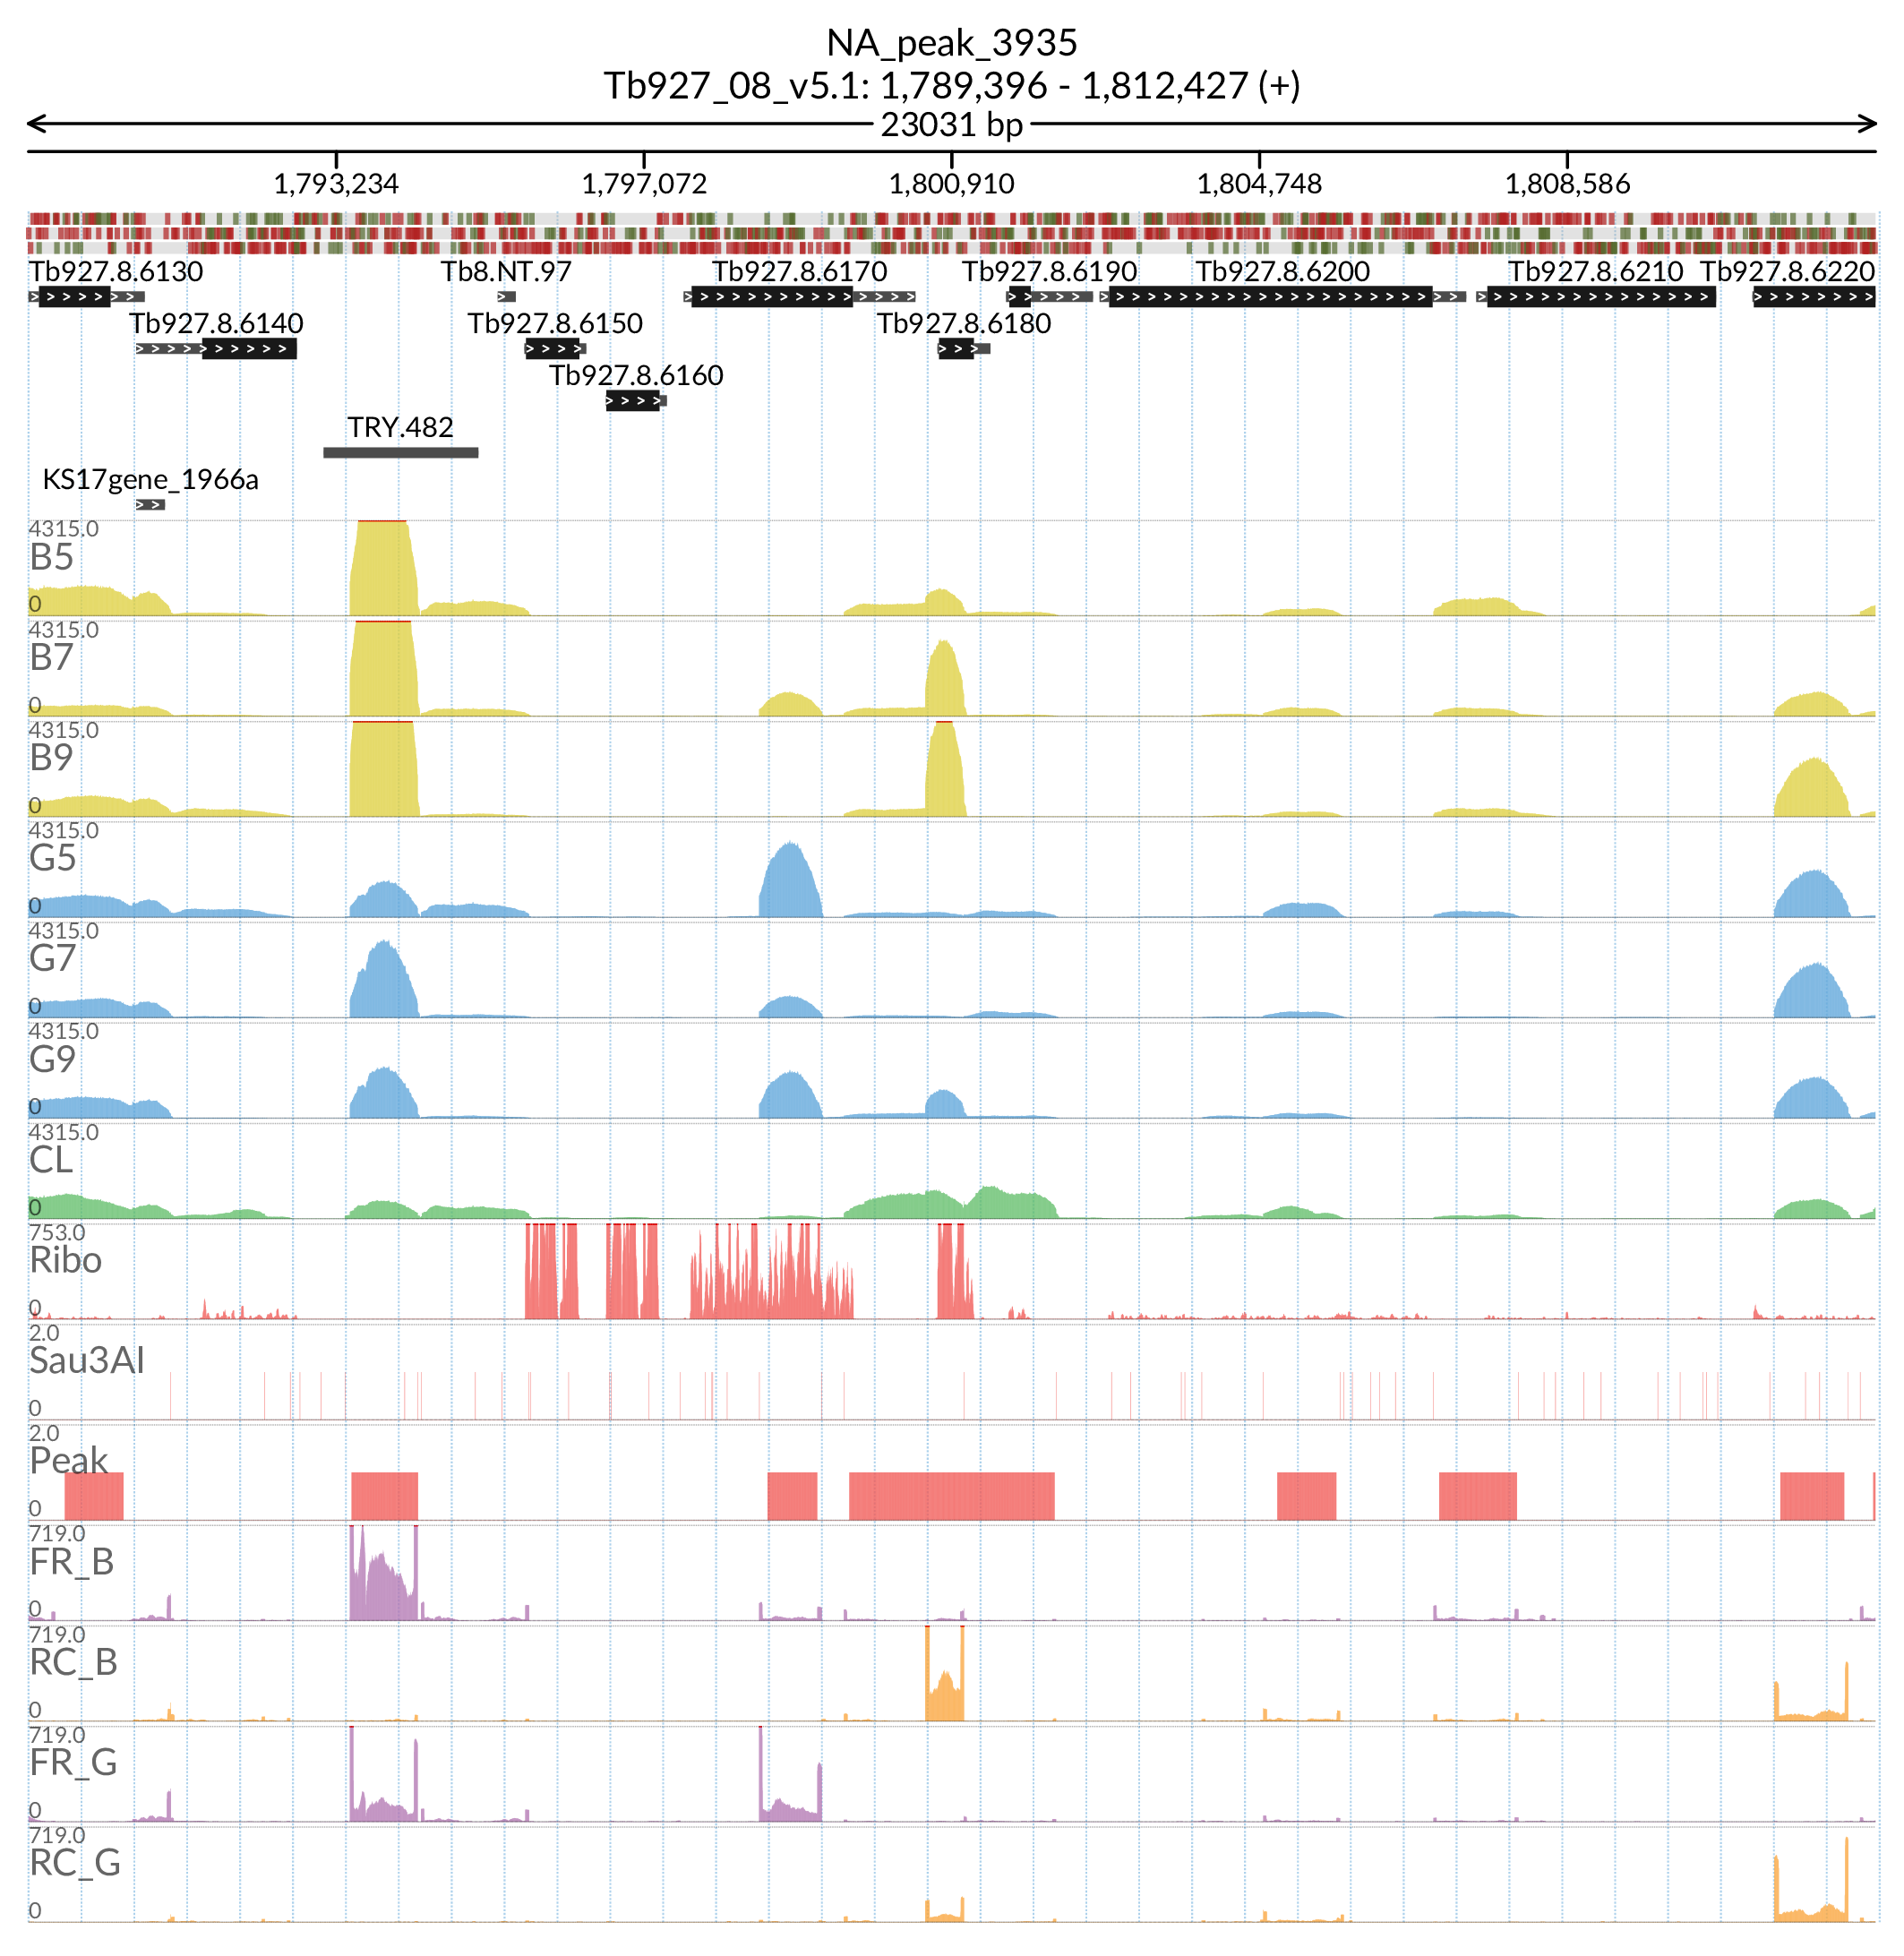 NA_peak_3935
Tb927_08_v5.1: 1,789,396 - 1,812,427 (+)
23031 bp
1,793,234 1,797,072 1,800,910 1,804,748 1,808,586
Tb927.8.6130 Tb8.NT.97 Tb927.8.6170 Tb927.8.6190 Tb927.8.6200 Tb927.8.6210 Tb927.8.6220
Tb927.8.6140 Tb927.8.6150 Tb927.8.6180
Tb927.8.6160
TRY.482
KS17gene_1966a
4315.0
B5
0
4315.0
B7
0
4315.0
B9
0
4315.0
G5
0
4315.0
G7
0
4315.0
G9
0
4315.0
CL
0
753.0
Ribo
0
2.0
Sau3AI
0
2.0
Peak
0
719.0
FR_B
0
719.0
RC_B
0
719.0
FR_G
0
719.0
RC_G
0